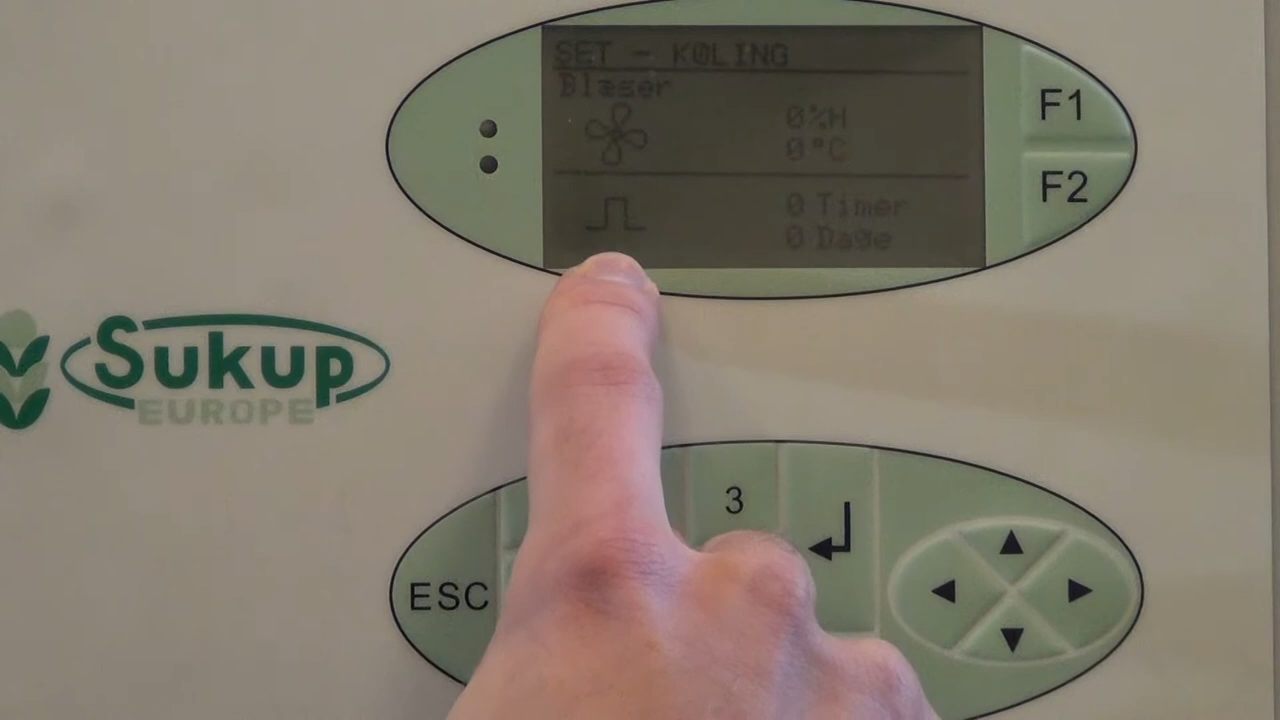 SET - KØLING
Blæser
0%H
0°C
0 Timer
0 Dage
F1
F2
Sukup
EUROPE
3
ESC